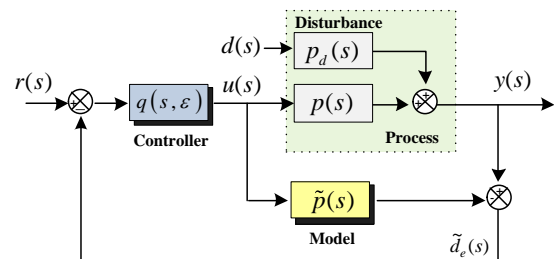 Disturbance
d(s)
p_d(s)
r(s)
u(s)
y(s)
+
+
+
−
q(s,ε)
p(s)
Controller
Process
p̃(s)
-
+
Model
d̃_e(s)